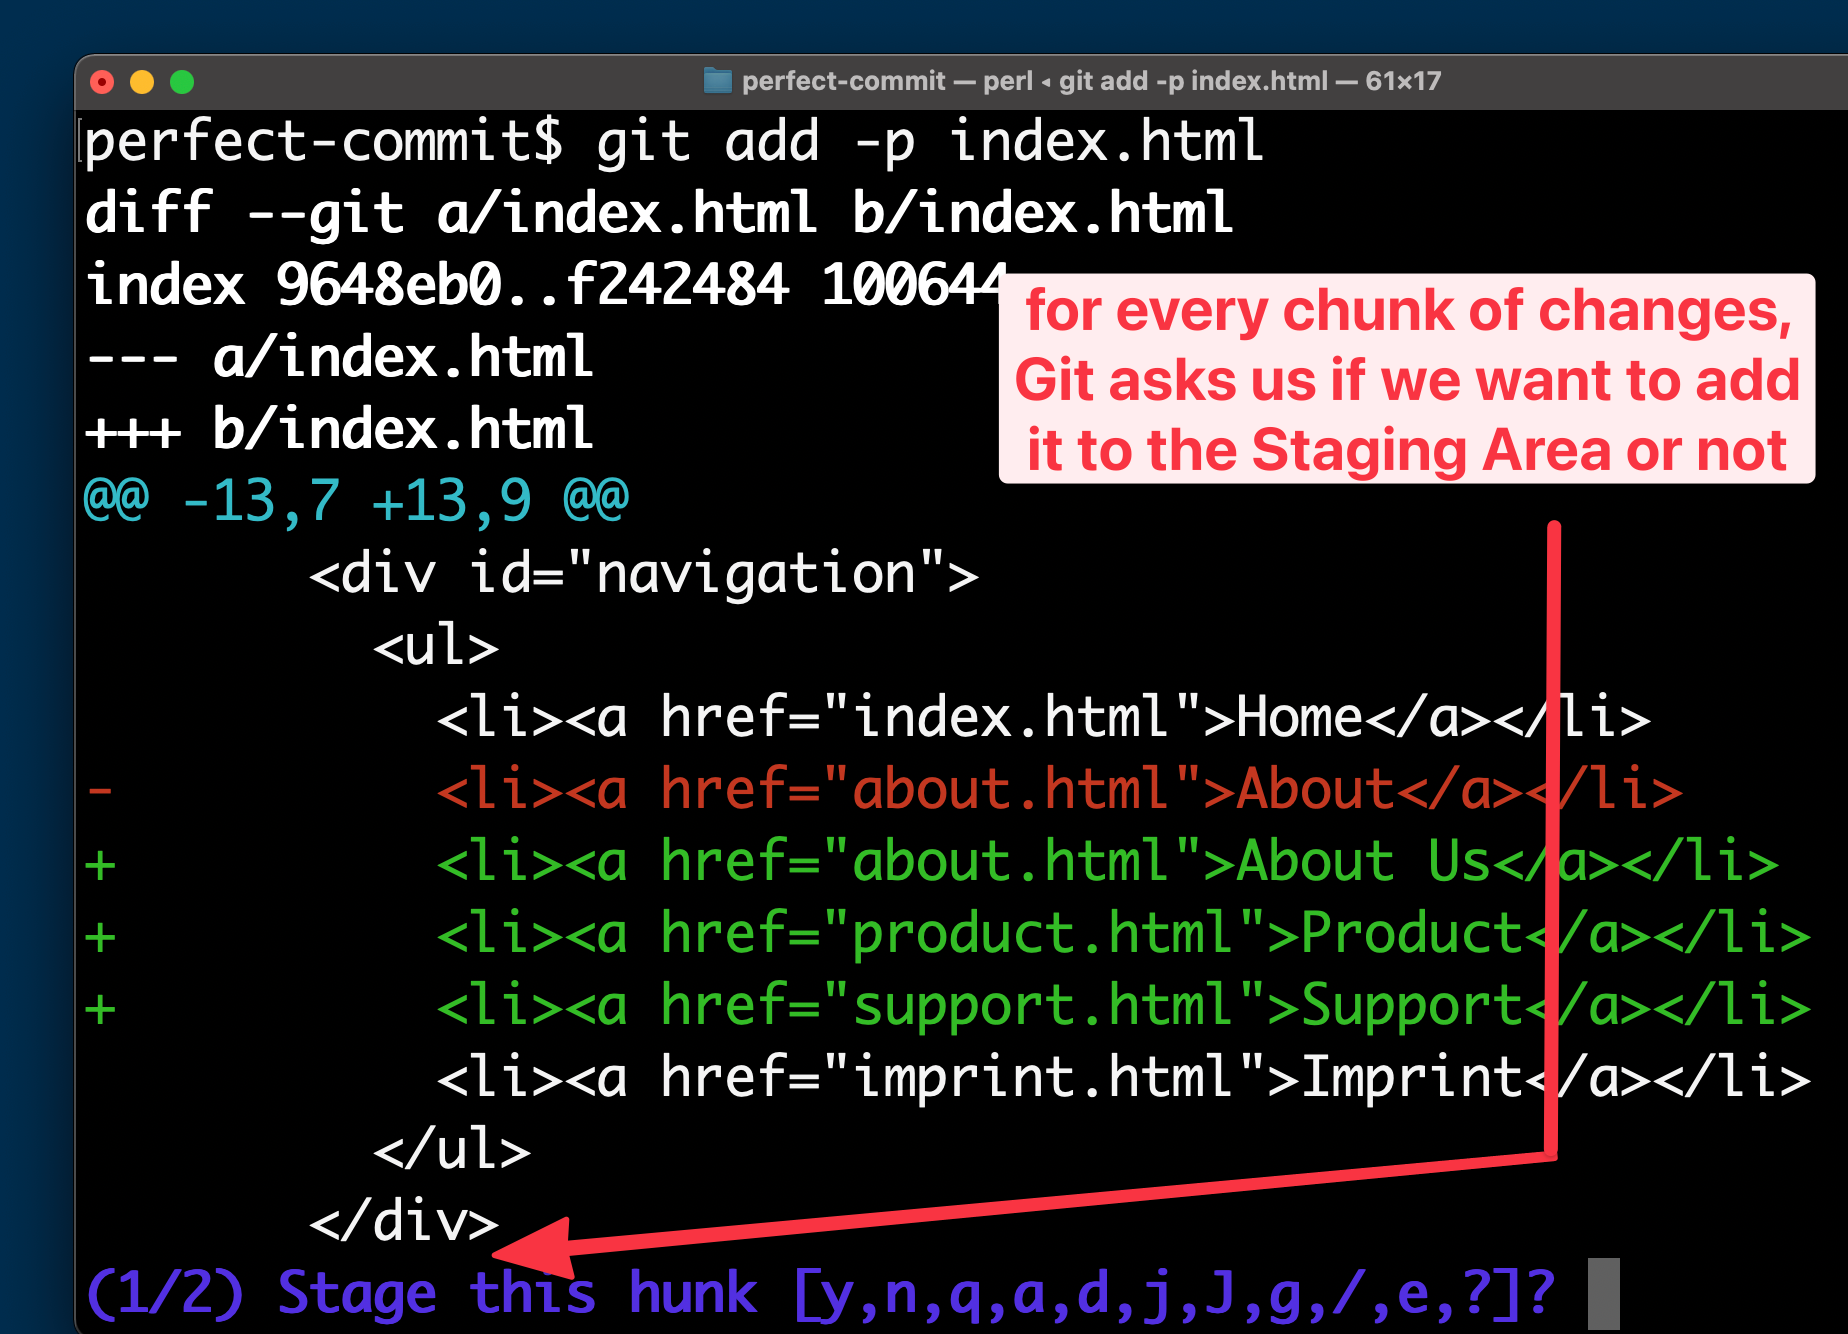 perfect-commit — perl ◂ git add -p index.html — 61×17
perfect-commit$ git add -p index.html
diff --git a/index.html b/index.html
index 9648eb0..f242484 100644
--- a/index.html
+++ b/index.html
@@ -13,7 +13,9 @@
for every chunk of changes,
Git asks us if we want to add
it to the Staging Area or not
<div id="navigation">
<ul>
<li><a href="index.html">Home</a></li>
- <li><a href="about.html">About</a></li>
+ <li><a href="about.html">About Us</a></li>
+ <li><a href="product.html">Product</a></li>
+ <li><a href="support.html">Support</a></li>
<li><a href="imprint.html">Imprint</a></li>
</ul>
</div>
(1/2) Stage this hunk [y,n,q,a,d,j,J,g,/,e,?]?